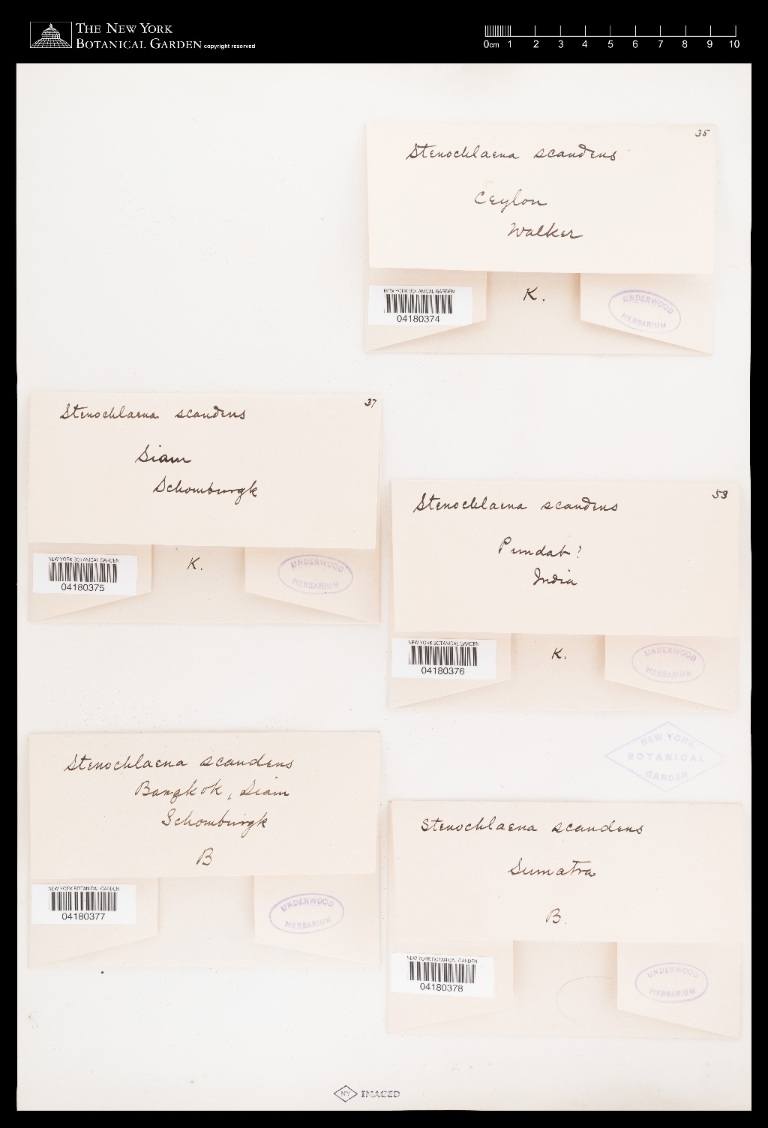 THE NEW YORK
BOTANICAL GARDEN copyright reserved
0cm 1 2 3 4 5 6 7 8 9 10
35
Stenochlaena scandens
Ceylon
Walker
K.
NEW YORK BOTANICAL GARDEN
04180374
UNDERWOOD
HERBARIUM
37
Stenochlaena scandens
Siam
Schomburgk
K.
NEW YORK BOTANICAL GARDEN
04180375
UNDERWOOD
HERBARIUM
53
Stenochlaena scandens
Pundab?
India
K.
NEW YORK BOTANICAL GARDEN
04180376
UNDERWOOD
HERBARIUM
NEW YORK
BOTANICAL
GARDEN
Stenochlaena scandens
Bangkok, Siam
Schomburgk
B
NEW YORK BOTANICAL GARDEN
04180377
UNDERWOOD
HERBARIUM
Stenochlaena scandens
Sumatra
B.
NEW YORK BOTANICAL GARDEN
04180378
UNDERWOOD
HERBARIUM
NY IMAGED